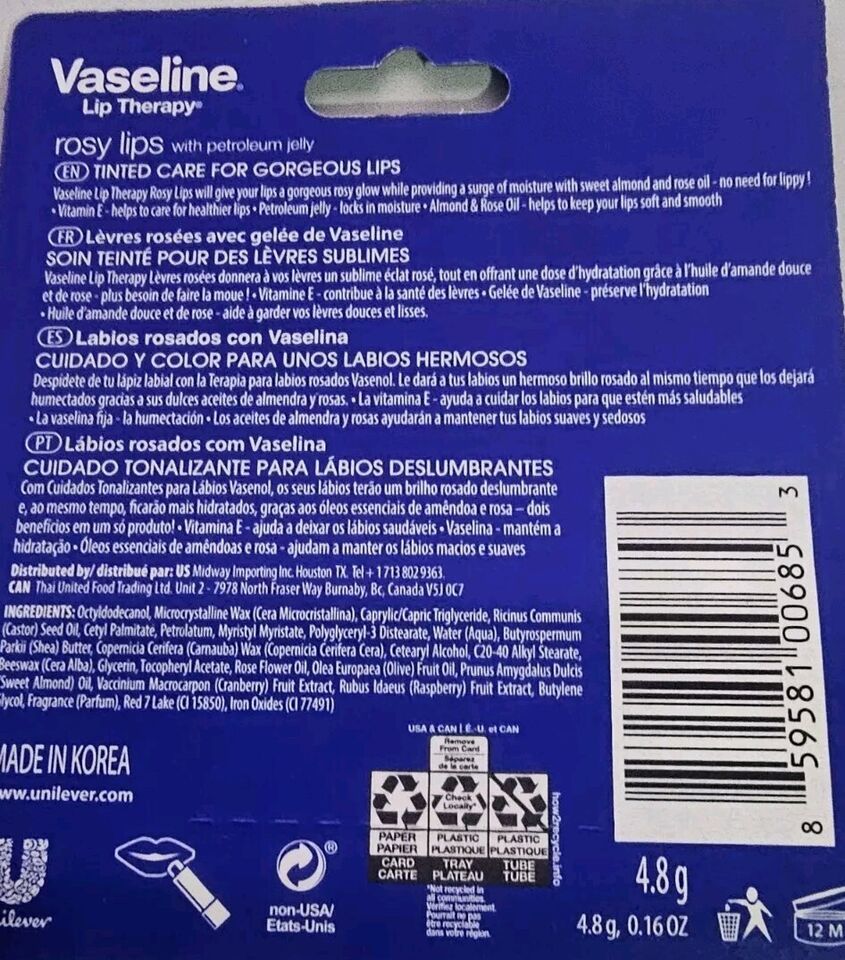 Vaseline®
Lip Therapy®
rosy lips with petroleum jelly
EN TINTED CARE FOR GORGEOUS LIPS
Vaseline Lip Therapy Rosy Lips will give your lips a gorgeous rosy glow while providing a surge of moisture with sweet almond and rose oil - no need for lippy !
• Vitamin E - helps to care for healthier lips • Petroleum jelly - locks in moisture • Almond & Rose Oil - helps to keep your lips soft and smooth
FR Lèvres rosées avec gelée de Vaseline
SOIN TEINTÉ POUR DES LÈVRES SUBLIMES
Vaseline Lip Therapy Lèvres rosées donnera à vos lèvres un sublime éclat rosé, tout en offrant une dose d'hydratation grâce à l'huile d'amande douce
et de rose - plus besoin de faire la moue ! • Vitamine E - contribue à la santé des lèvres • Gelée de Vaseline - préserve l'hydratation
• Huile d'amande douce et de rose - aide à garder vos lèvres douces et lisses.
ES Labios rosados con Vaselina
CUIDADO Y COLOR PARA UNOS LABIOS HERMOSOS
Despídete de tu lápiz labial con la Terapia para labios rosados Vasenol. Le dará a tus labios un hermoso brillo rosado al mismo tiempo que los dejará
humectados gracias a sus dulces aceites de almendra y rosas. • La vitamina E - ayuda a cuidar los labios para que estén más saludables
• La vaselina fija - la humectación • Los aceites de almendra y rosas ayudarán a mantener tus labios suaves y sedosos
PT Lábios rosados com Vaselina
CUIDADO TONALIZANTE PARA LÁBIOS DESLUMBRANTES
Com Cuidados Tonalizantes para Lábios Vasenol, os seus lábios terão um brilho rosado deslumbrante
e, ao mesmo tempo, ficarão mais hidratados, graças aos óleos essenciais de amêndoa e rosa – dois
benefícios em um só produto! • Vitamina E - ajuda a deixar os lábios saudáveis • Vaselina - mantém a
hidratação • Óleos essenciais de amêndoas e rosa - ajudam a manter os lábios macios e suaves
Distributed by/ distribué par: US Midway Importing Inc. Houston TX. Tel + 1 713 802 9363.
CAN Thai United Food Trading Ltd. Unit 2 - 7978 North Fraser Way Burnaby, Bc, Canada V5J 0C7
INGREDIENTS: Octyldodecanol, Microcrystalline Wax (Cera Microcristallina), Caprylic/Capric Triglyceride, Ricinus Communis
(Castor) Seed Oil, Cetyl Palmitate, Petrolatum, Myristyl Myristate, Polyglyceryl-3 Distearate, Water (Aqua), Butyrospermum
Parkii (Shea) Butter, Copernicia Cerifera (Carnauba) Wax (Copernicia Cerifera Cera), Cetearyl Alcohol, C20-40 Alkyl Stearate,
Beeswax (Cera Alba), Glycerin, Tocopheryl Acetate, Rose Flower Oil, Olea Europaea (Olive) Fruit Oil, Prunus Amygdalus Dulcis
Sweet Almond) Oil, Vaccinium Macrocarpon (Cranberry) Fruit Extract, Rubus Idaeus (Raspberry) Fruit Extract, Butylene
lycol, Fragrance (Parfum), Red 7 Lake (CI 15850), Iron Oxides (CI 77491)
MADE IN KOREA
www.unilever.com
USA & CAN | É.-U. et CAN
Remove
From Card
Séparez
de la carte
Check
Locally*
PAPER
PAPIER
CARD
CARTE
PLASTIC
PLASTIQUE
TRAY
PLATEAU
PLASTIC
PLASTIQUE
TUBE
TUBE
*Not recycled in
all communities.
Vérifiez localement.
Pourrait ne pas
être recyclable
dans votre région.
how2recycle.info
ilever
®
non-USA/
Etats-Unis
8 59581 00685 3
4.8 g
4.8 g, 0.16 OZ
12 M